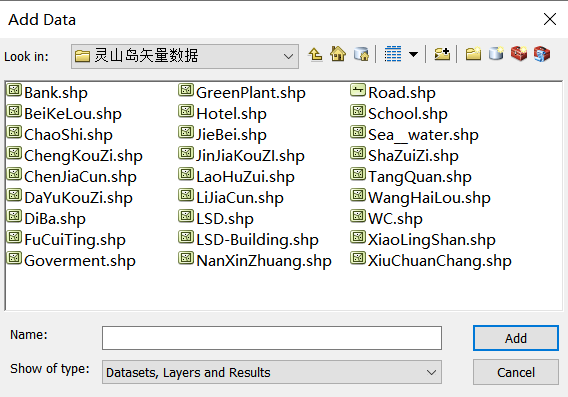 Add Data
Look in: 灵山岛矢量数据
Bank.shp
BeiKeLou.shp
ChaoShi.shp
ChengKouZi.shp
ChenJiaCun.shp
DaYuKouZi.shp
DiBa.shp
FuCuiTing.shp
Goverment.shp
GreenPlant.shp
Hotel.shp
JieBei.shp
JinJiaKouZI.shp
LaoHuZui.shp
LiJiaCun.shp
LSD.shp
LSD-Building.shp
NanXinZhuang.shp
Road.shp
School.shp
Sea__water.shp
ShaZuiZi.shp
TangQuan.shp
WangHaiLou.shp
WC.shp
XiaoLingShan.shp
XiuChuanChang.shp
Name:
Add
Show of type: Datasets, Layers and Results
Cancel